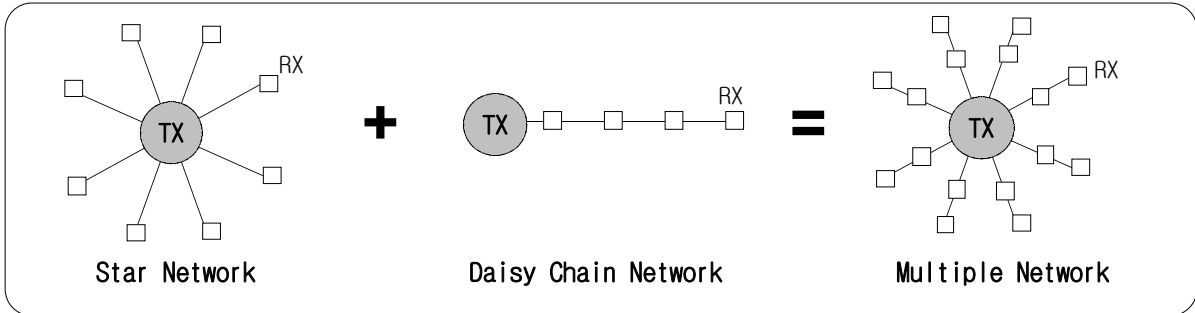 RX
TX
Star Network
+
RX
TX
Daisy Chain Network
=
RX
TX
Multiple Network